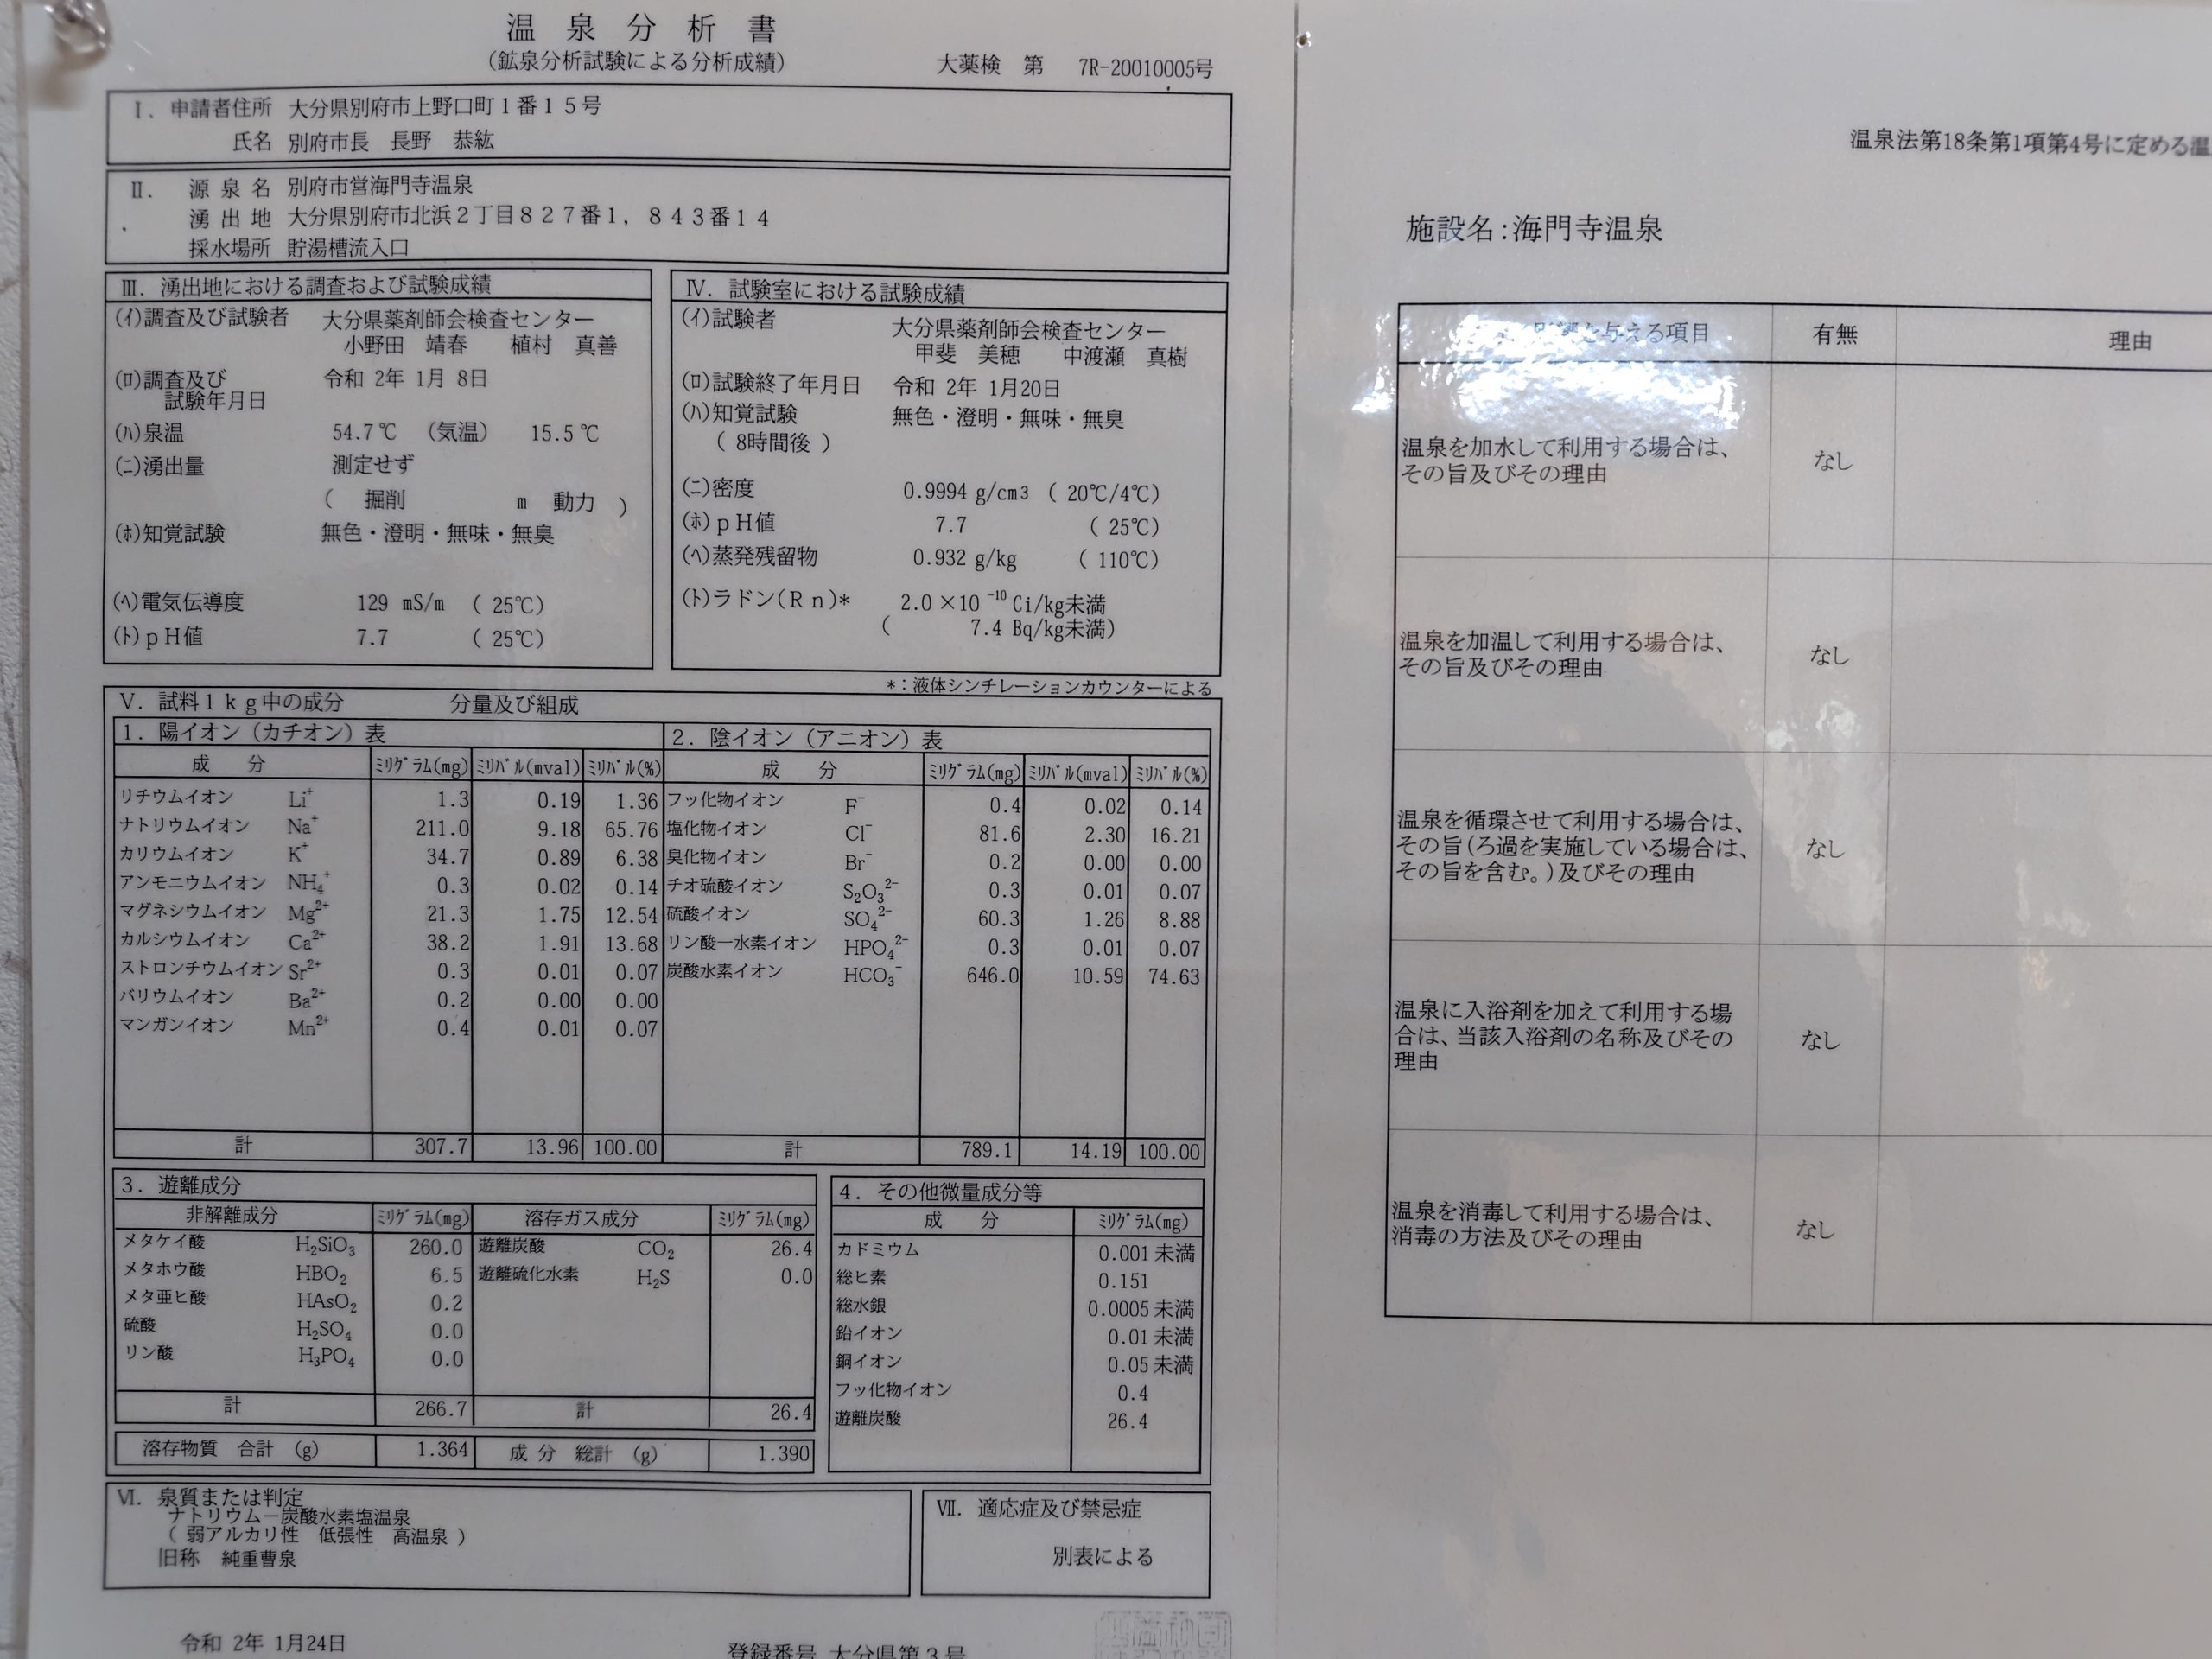 温泉分析書
（鉱泉分析試験による分析成績）
大薬検 第 7R-20010005号
Ⅰ. 申請者住所 大分県別府市上野口町1番15号
氏名 別府市長 長野 恭紘
Ⅱ. 源泉名 別府市営海門寺温泉
湧出地 大分県別府市北浜2丁目827番1, 843番14
採水場所 貯湯槽流入口
Ⅲ. 湧出地における調査および試験成績
(イ)調査及び試験者 大分県薬剤師会検査センター
小野田 靖春 植村 真善
(ロ)調査及び 令和 2年 1月 8日
試験年月日
(ハ)泉温 54.7℃ （気温） 15.5℃
(ニ)湧出量 測定せず
( 掘削 m 動力 )
(ホ)知覚試験 無色・澄明・無味・無臭
(ヘ)電気伝導度 129 mS/m ( 25℃)
(ト)pH値 7.7 ( 25℃)
Ⅳ. 試験室における試験成績
(イ)試験者 大分県薬剤師会検査センター
甲斐 美穂 中渡瀬 真樹
(ロ)試験終了年月日 令和 2年 1月20日
(ハ)知覚試験 無色・澄明・無味・無臭
( 8時間後 )
(ニ)密度 0.9994 g/cm3 ( 20℃/4℃)
(ホ)pH値 7.7 ( 25℃)
(ヘ)蒸発残留物 0.932 g/kg ( 110℃)
(ト)ラドン(Rn)* 2.0×10⁻¹⁰ Ci/kg未満
( 7.4 Bq/kg未満)
*：液体シンチレーションカウンターによる
Ⅴ. 試料1kg中の成分 分量及び組成
1. 陽イオン（カチオン）表
成 分 ミリグラム(mg) ミリバル(mval) ミリバル(%)
リチウムイオン Li⁺ 1.3 0.19 1.36
ナトリウムイオン Na⁺ 211.0 9.18 65.76
カリウムイオン K⁺ 34.7 0.89 6.38
アンモニウムイオン NH₄⁺ 0.3 0.02 0.14
マグネシウムイオン Mg²⁺ 21.3 1.75 12.54
カルシウムイオン Ca²⁺ 38.2 1.91 13.68
ストロンチウムイオン Sr²⁺ 0.3 0.01 0.07
バリウムイオン Ba²⁺ 0.2 0.00 0.00
マンガンイオン Mn²⁺ 0.4 0.01 0.07
計 307.7 13.96 100.00
2. 陰イオン（アニオン）表
成 分 ミリグラム(mg) ミリバル(mval) ミリバル(%)
フッ化物イオン F⁻ 0.4 0.02 0.14
塩化物イオン Cl⁻ 81.6 2.30 16.21
臭化物イオン Br⁻ 0.2 0.00 0.00
チオ硫酸イオン S₂O₃²⁻ 0.3 0.01 0.07
硫酸イオン SO₄²⁻ 60.3 1.26 8.88
リン酸一水素イオン HPO₄²⁻ 0.3 0.01 0.07
炭酸水素イオン HCO₃⁻ 646.0 10.59 74.63
計 789.1 14.19 100.00
3. 遊離成分
非解離成分 ミリグラム(mg) 溶存ガス成分 ミリグラム(mg)
メタケイ酸 H₂SiO₃ 260.0 遊離炭酸 CO₂ 26.4
メタホウ酸 HBO₂ 6.5 遊離硫化水素 H₂S 0.0
メタ亜ヒ酸 HAsO₂ 0.2
硫酸 H₂SO₄ 0.0
リン酸 H₃PO₄ 0.0
計 266.7 計 26.4
溶存物質 合計 (g) 1.364 成分 総計 (g) 1.390
4. その他微量成分等
成 分 ミリグラム(mg)
カドミウム 0.001 未満
総ヒ素 0.151
総水銀 0.0005 未満
鉛イオン 0.01 未満
銅イオン 0.05 未満
フッ化物イオン 0.4
遊離炭酸 26.4
Ⅵ. 泉質または判定
ナトリウムー炭酸水素塩温泉
( 弱アルカリ性 低張性 高温泉 )
旧称 純重曹泉
Ⅶ. 適応症及び禁忌症
別表による
令和 2年 1月24日
登録番号 大分県第3号
温泉法第18条第1項第4号に定める温
施設名:海門寺温泉
を与える項目 有無 理由
温泉を加水して利用する場合は、
その旨及びその理由
なし
温泉を加温して利用する場合は、
その旨及びその理由
なし
温泉を循環させて利用する場合は、
その旨(ろ過を実施している場合は、
その旨を含む。)及びその理由
なし
温泉に入浴剤を加えて利用する場
合は、当該入浴剤の名称及びその
理由
なし
温泉を消毒して利用する場合は、
消毒の方法及びその理由
なし